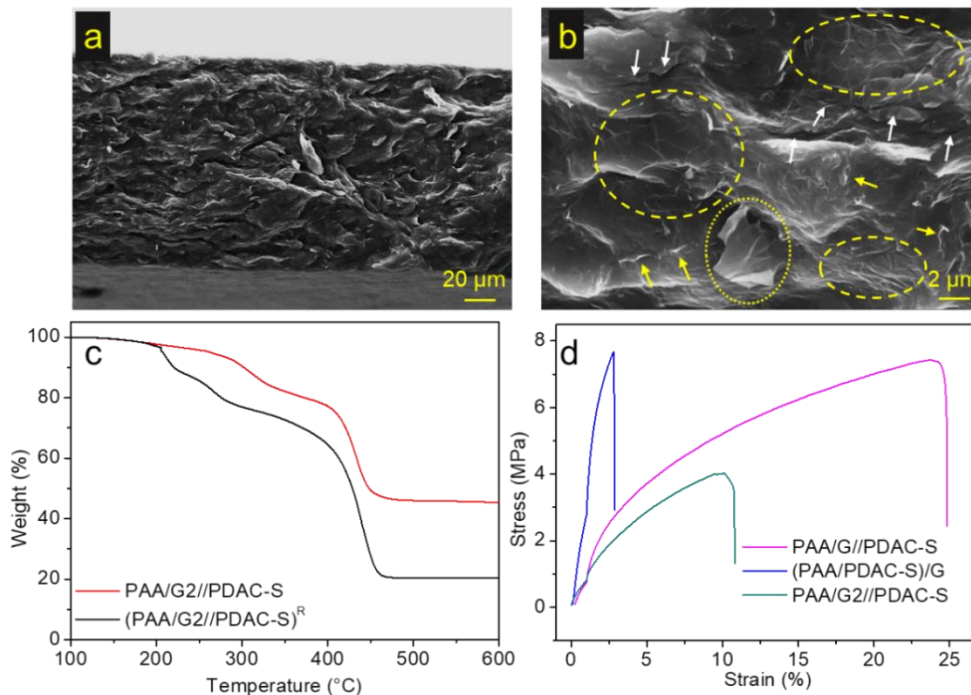 a
20 µm
b
2 µm
c
Weight (%)
100
80
60
40
20
0
PAA/G2//PDAC-S
(PAA/G2//PDAC-S)ᴿ
100 200 300 400 500 600
Temperature (°C)
d
Stress (MPa)
8
6
4
2
0
PAA/G//PDAC-S
(PAA/PDAC-S)/G
PAA/G2//PDAC-S
0 5 10 15 20 25
Strain (%)